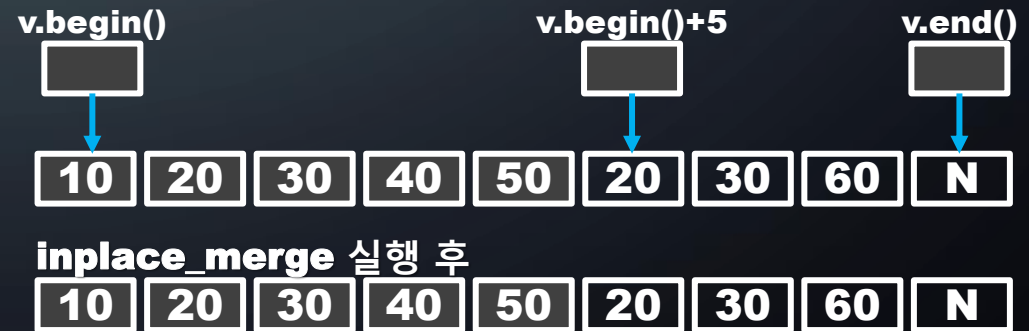 v.begin() v.begin()+5 v.end()
10 20 30 40 50 20 30 60 N
inplace_merge 실행 후
10 20 30 40 50 20 30 60 N